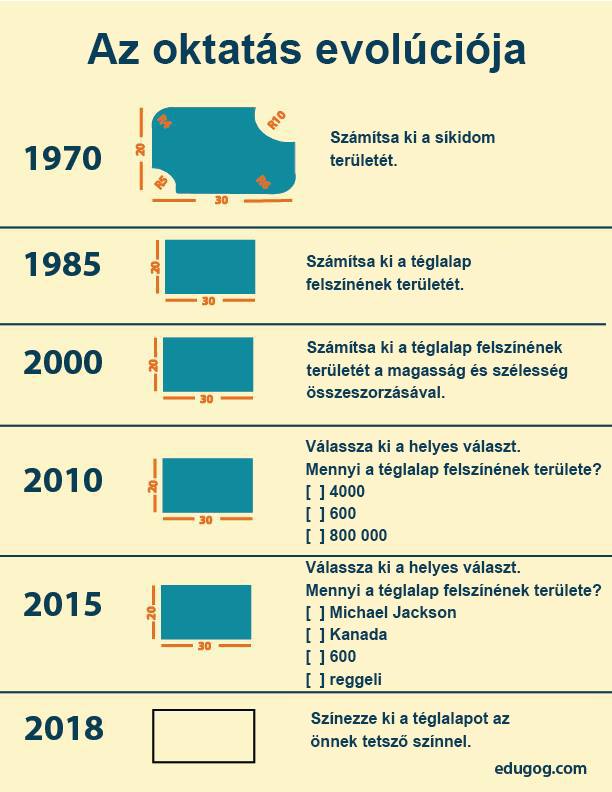 Az oktatás evolúciója
1970
20
R4
R10
R5
R6
30
Számítsa ki a síkidom
területét.
1985
20
30
Számítsa ki a téglalap
felszínének területét.
2000
20
30
Számítsa ki a téglalap felszínének
területét a magasság és szélesség
összeszorzásával.
2010
20
30
Válassza ki a helyes választ.
Mennyi a téglalap felszínének területe?
[ ] 4000
[ ] 600
[ ] 800 000
2015
20
30
Válassza ki a helyes választ.
Mennyi a téglalap felszínének területe?
[ ] Michael Jackson
[ ] Kanada
[ ] 600
[ ] reggeli
2018
Színezze ki a téglalapot az
önnek tetsző színnel.
edugog.com